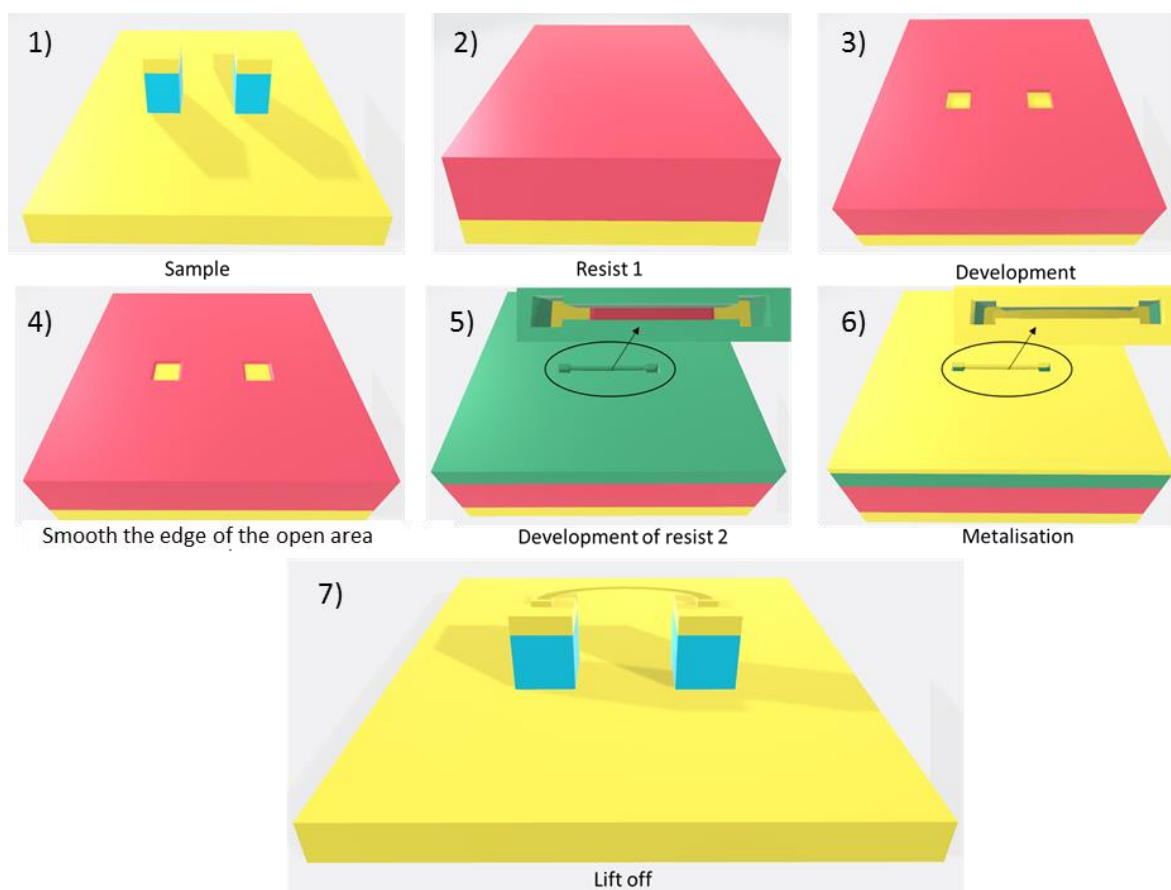 1)
Sample
2)
Resist 1
3)
Development
4)
Smooth the edge of the open area
5)
Development of resist 2
6)
Metalisation
7)
Lift off